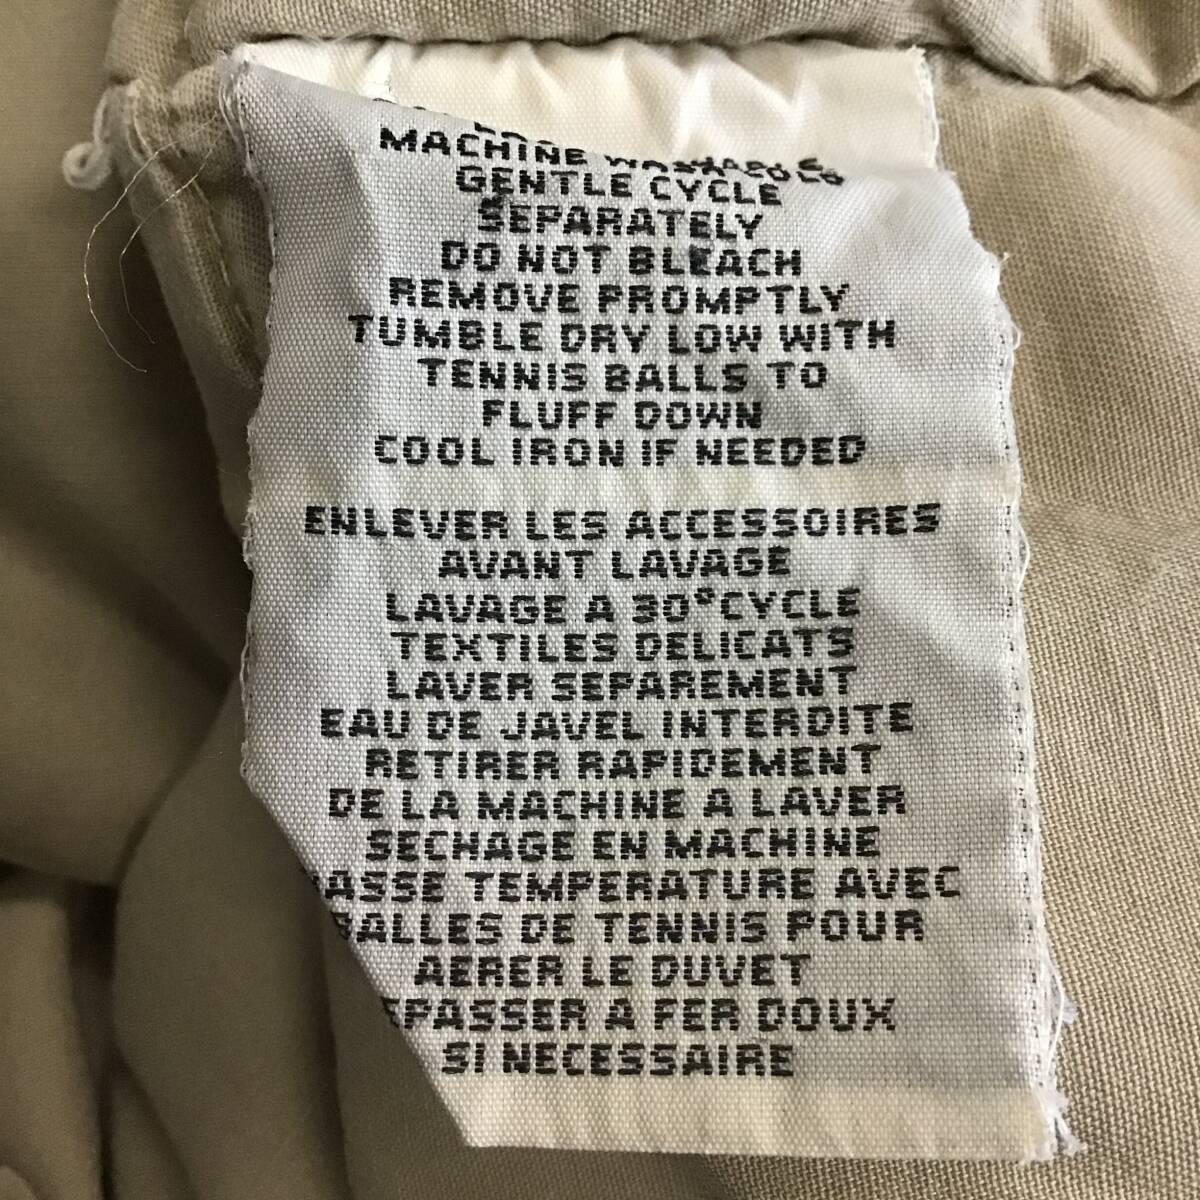 MACHINE WASHABLE COLD
GENTLE CYCLE
SEPARATELY
DO NOT BLEACH
REMOVE PROMPTLY
TUMBLE DRY LOW WITH
TENNIS BALLS TO
FLUFF DOWN
COOL IRON IF NEEDED
ENLEVER LES ACCESSOIRES
AVANT LAVAGE
LAVAGE A 30°CYCLE
TEXTILES DELICATS
LAVER SEPAREMENT
EAU DE JAVEL INTERDITE
RETIRER RAPIDEMENT
DE LA MACHINE A LAVER
SECHAGE EN MACHINE
ASSE TEMPERATURE AVEC
BALLES DE TENNIS POUR
AERER LE DUVET
EPASSER A FER DOUX
SI NECESSAIRE